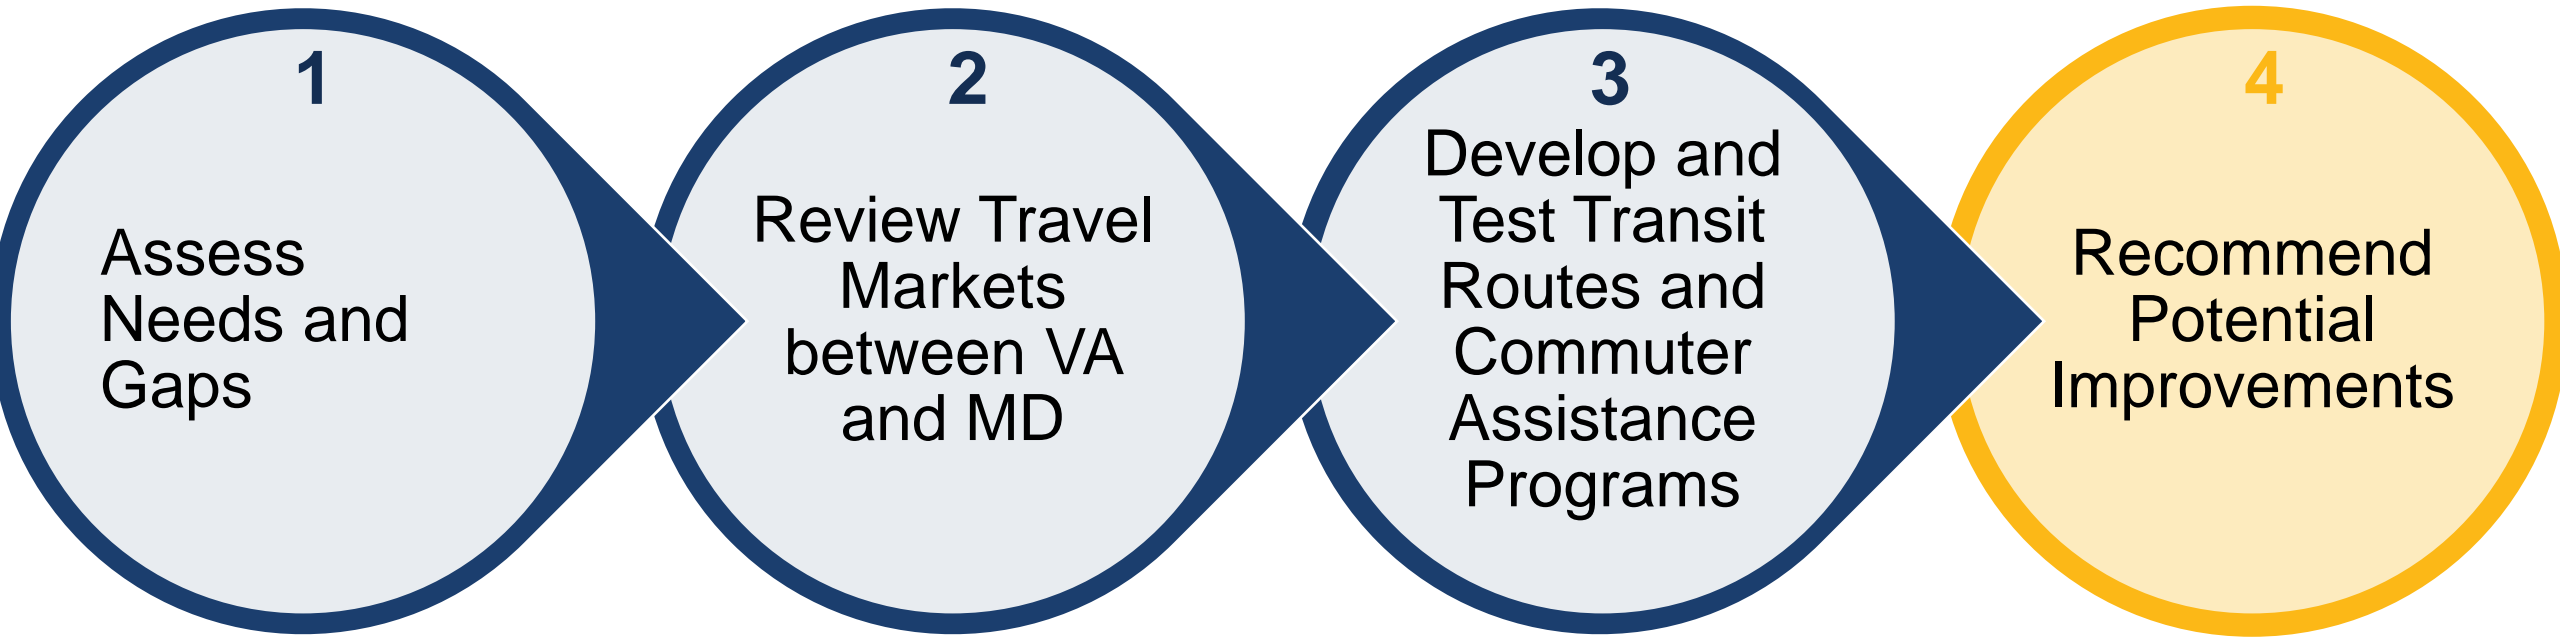 1
Assess
Needs and
Gaps
2
Review Travel
Markets
between VA
and MD
3
Develop and
Test Transit
Routes and
Commuter
Assistance
Programs
4
Recommend
Potential
Improvements